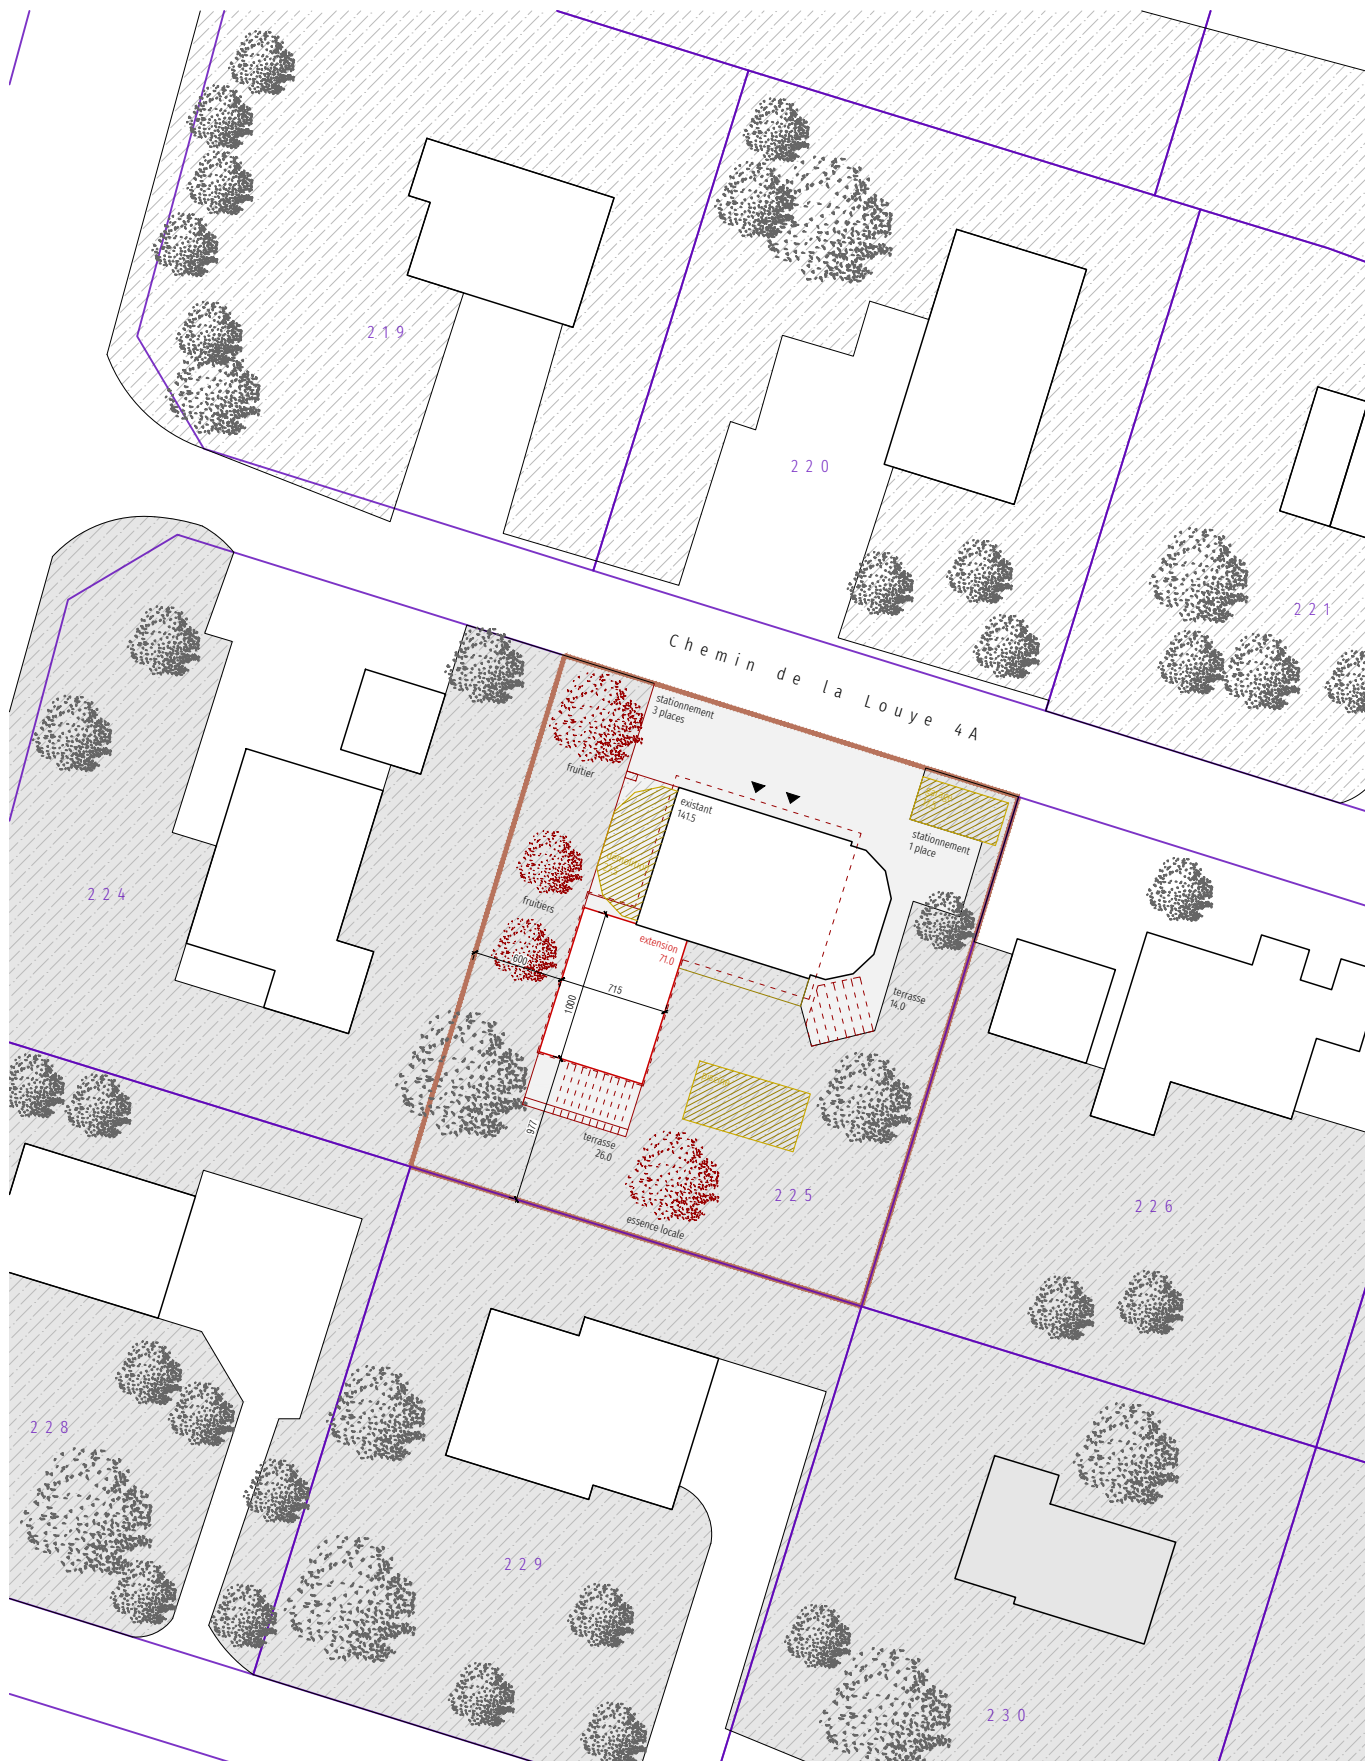 219
220
221
Chemin de la Louye 4A
stationnement
3 places
fruitier
existant
141.5
stationnement
1 place
224
fruitiers
extension
71.0
600
715
1000
terrasse
14.0
977
terrasse
26.0
225
226
essence locale
228
229
230